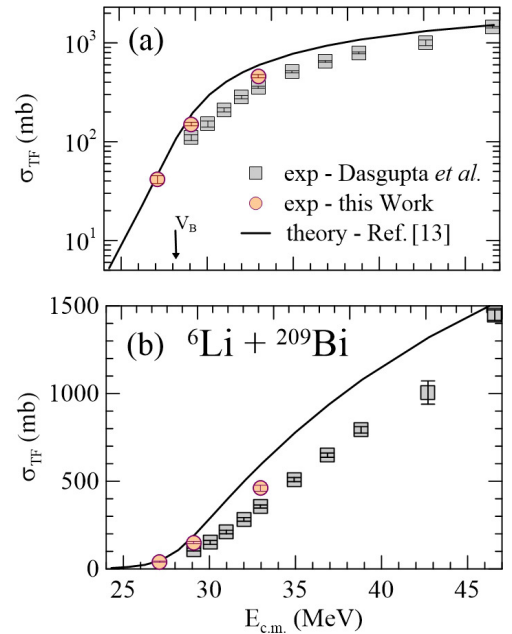 10³
(a)
10²
σ_TF (mb)
exp - Dasgupta et al.
exp - this Work
V_B
theory - Ref. [13]
10¹
1500
(b) ⁶Li + ²⁰⁹Bi
1000
σ_TF (mb)
500
0
25 30 35 40 45
E_c.m. (MeV)